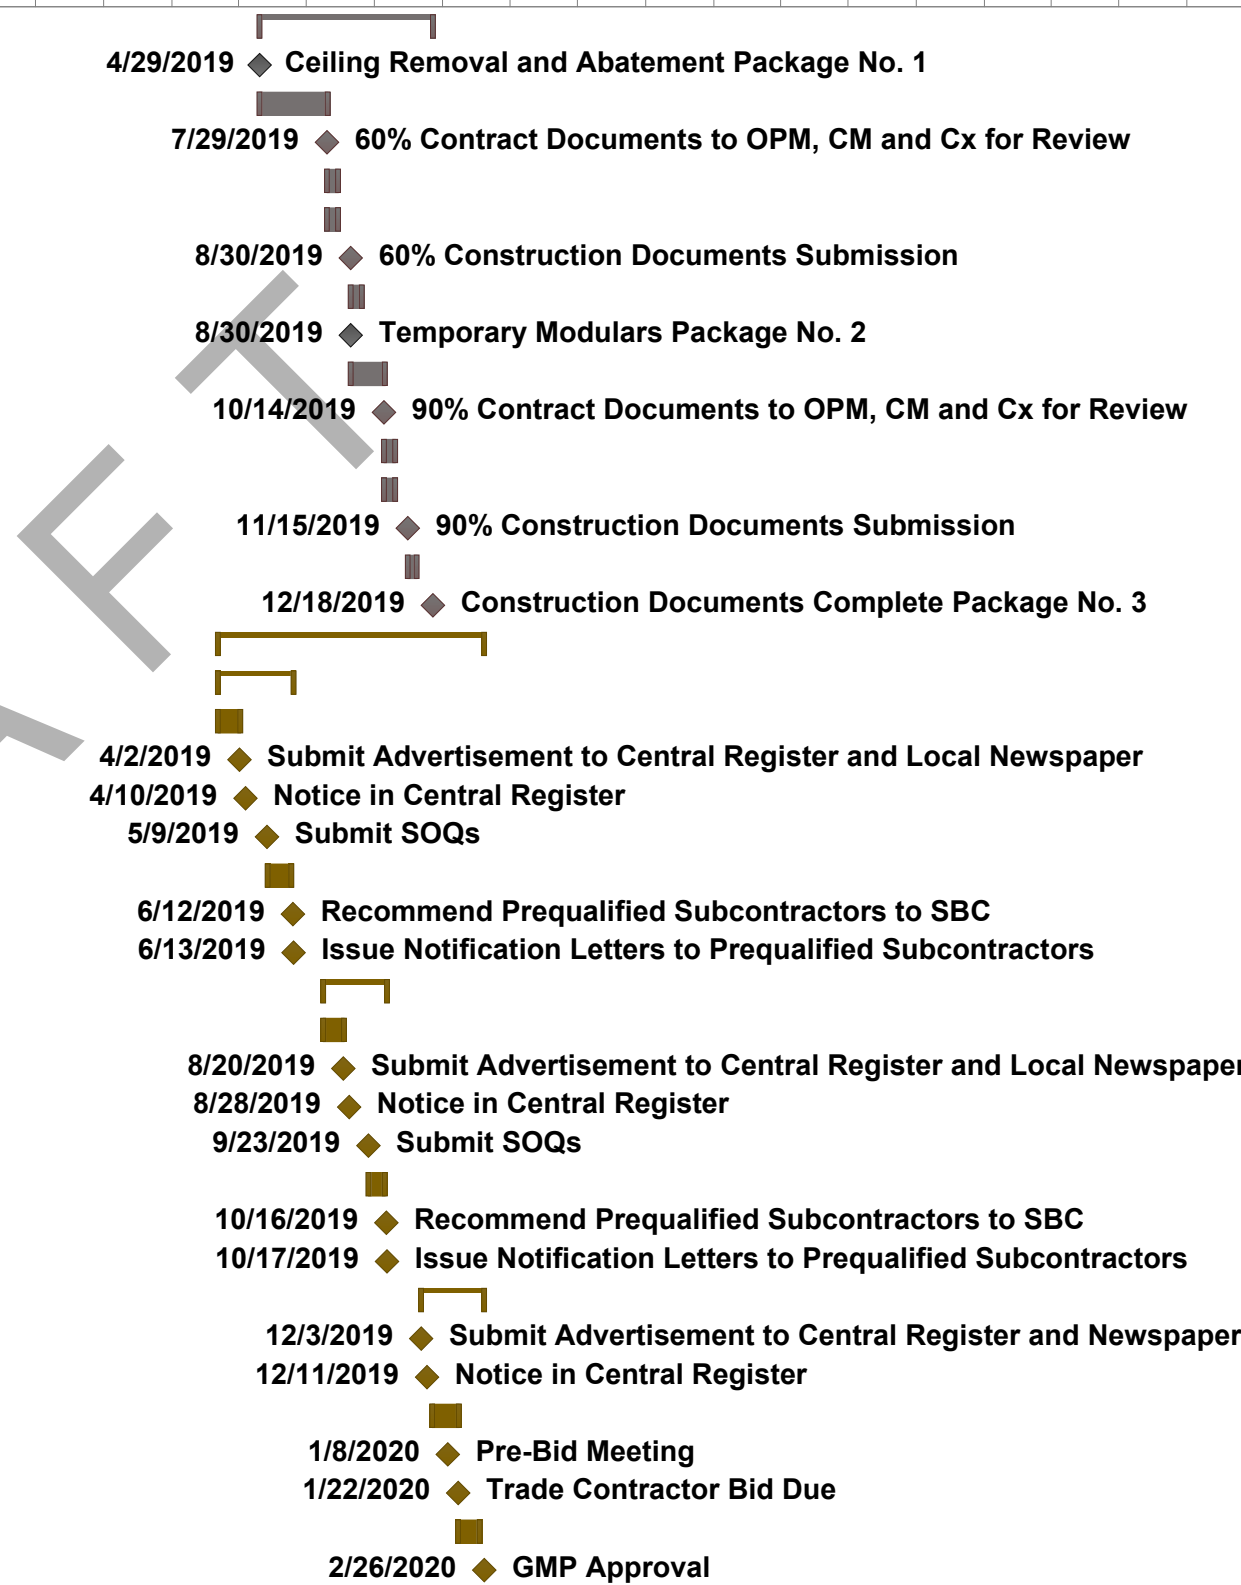 4/29/2019 Ceiling Removal and Abatement Package No. 1
7/29/2019 60% Contract Documents to OPM, CM and Cx for Review
8/30/2019 60% Construction Documents Submission
8/30/2019 Temporary Modulars Package No. 2
10/14/2019 90% Contract Documents to OPM, CM and Cx for Review
11/15/2019 90% Construction Documents Submission
12/18/2019 Construction Documents Complete Package No. 3
4/2/2019 Submit Advertisement to Central Register and Local Newspaper
4/10/2019 Notice in Central Register
5/9/2019 Submit SOQs
6/12/2019 Recommend Prequalified Subcontractors to SBC
6/13/2019 Issue Notification Letters to Prequalified Subcontractors
8/20/2019 Submit Advertisement to Central Register and Local Newspaper
8/28/2019 Notice in Central Register
9/23/2019 Submit SOQs
10/16/2019 Recommend Prequalified Subcontractors to SBC
10/17/2019 Issue Notification Letters to Prequalified Subcontractors
12/3/2019 Submit Advertisement to Central Register and Newspaper
12/11/2019 Notice in Central Register
1/8/2020 Pre-Bid Meeting
1/22/2020 Trade Contractor Bid Due
2/26/2020 GMP Approval